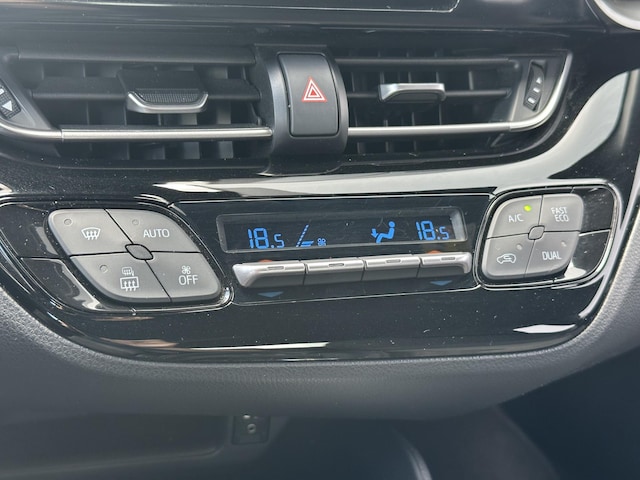 AUTO
OFF
18.5
18.5
A/C
FAST
ECO
DUAL